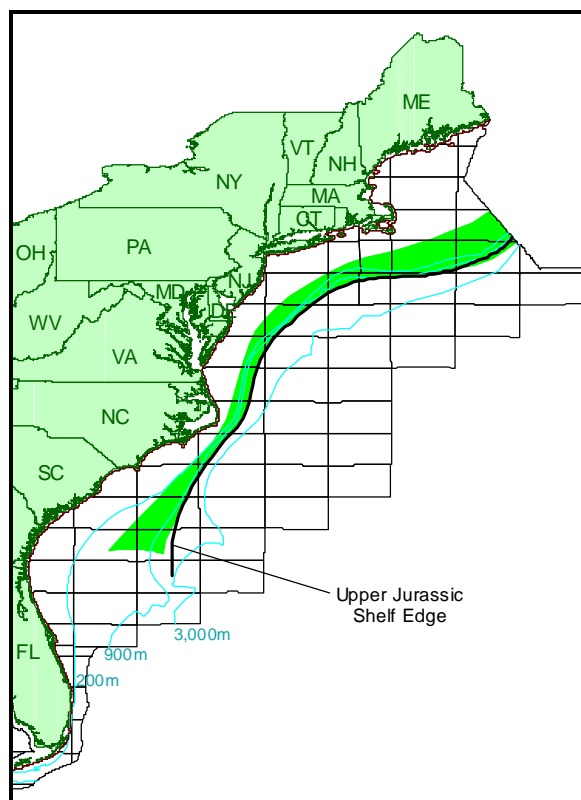 ME
VT
NH
NY
MA
CT
PA
OH
NJ
MD
DE
WV
VA
NC
SC
Upper Jurassic
Shelf Edge
3,000m
900m
FL
200m